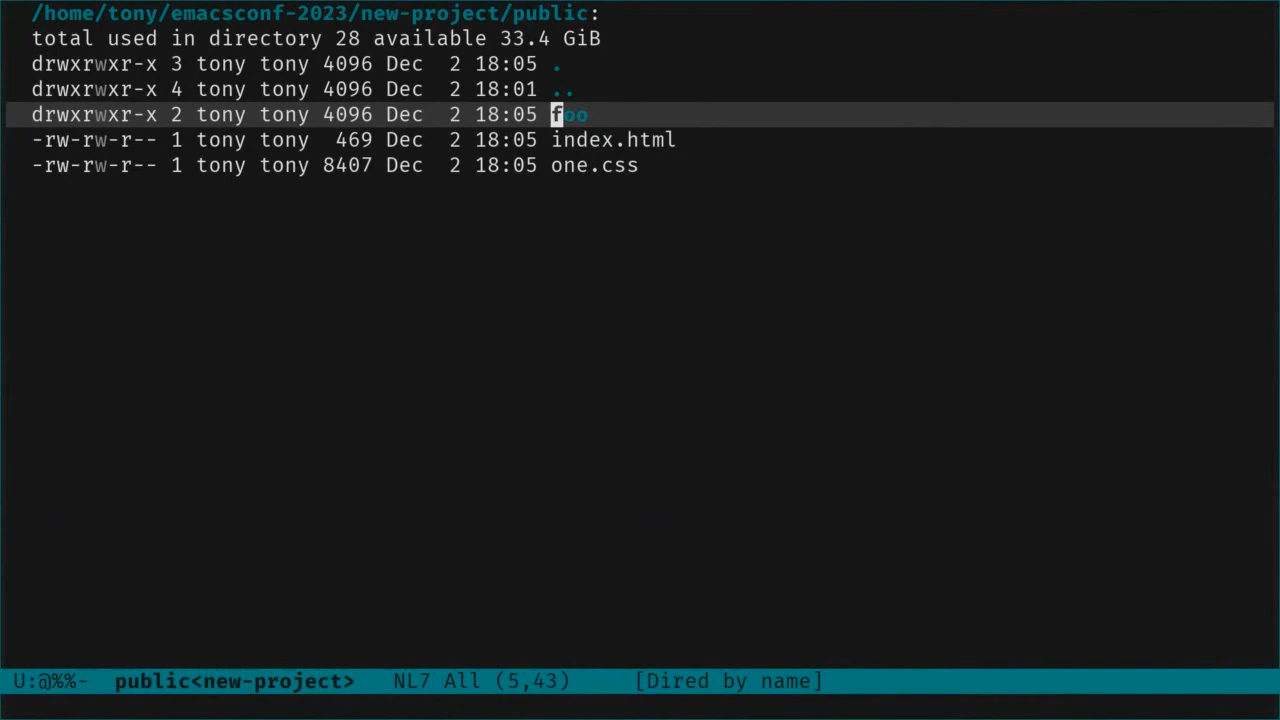 /home/tony/emacsconf-2023/new-project/public:
total used in directory 28 available 33.4 GiB
drwxrwxr-x 3 tony tony 4096 Dec  2 18:05 .
drwxrwxr-x 4 tony tony 4096 Dec  2 18:01 ..
drwxrwxr-x 2 tony tony 4096 Dec  2 18:05 foo
-rw-rw-r-- 1 tony tony  469 Dec  2 18:05 index.html
-rw-rw-r-- 1 tony tony 8407 Dec  2 18:05 one.css
U:@%%-  public<new-project>   NL7 All (5,43)     [Dired by name]